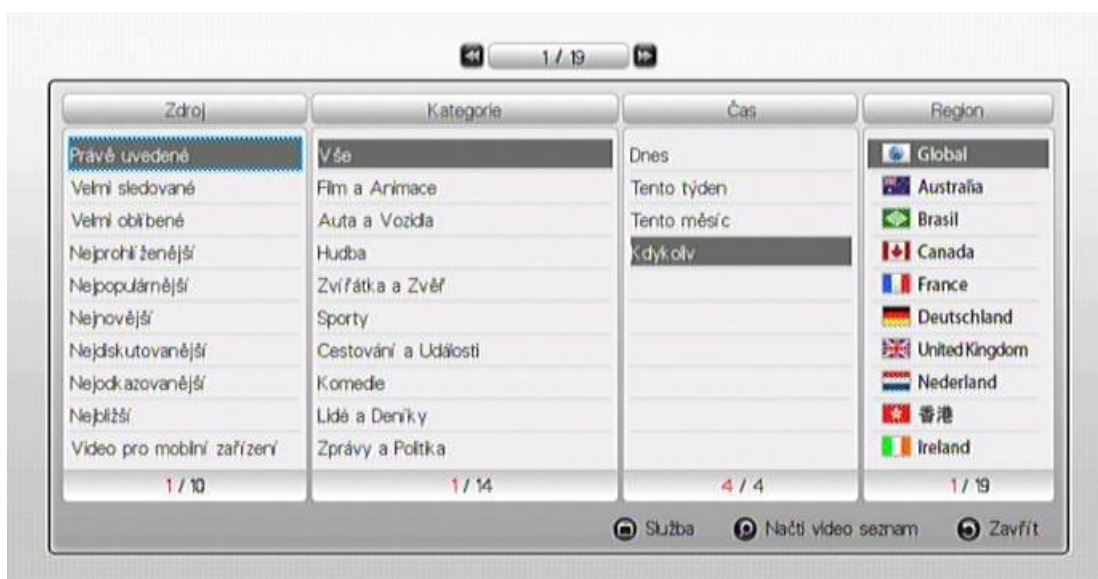 1 / 19
Zdroj Kategorie Čas Region
Právě uvedené Vše Dnes Global
Velmi sledované Film a Animace Tento týden Australia
Velmi oblíbené Auta a Vozidla Tento měsíc Brasil
Nejprohlíženější Hudba Kdykoliv Canada
Nejpopulárnější Zvířátka a Zvěř France
Nejnovější Sporty Deutschland
Nejdiskutovanější Cestování a Události United Kingdom
Nejodkazovanější Komedie Nederland
Nejbližší Lidé a Deníky 香港
Video pro mobilní zařízení Zprávy a Politika Ireland
1 / 10 1 / 14 4 / 4 1 / 19
Služba Načti video seznam Zavřít